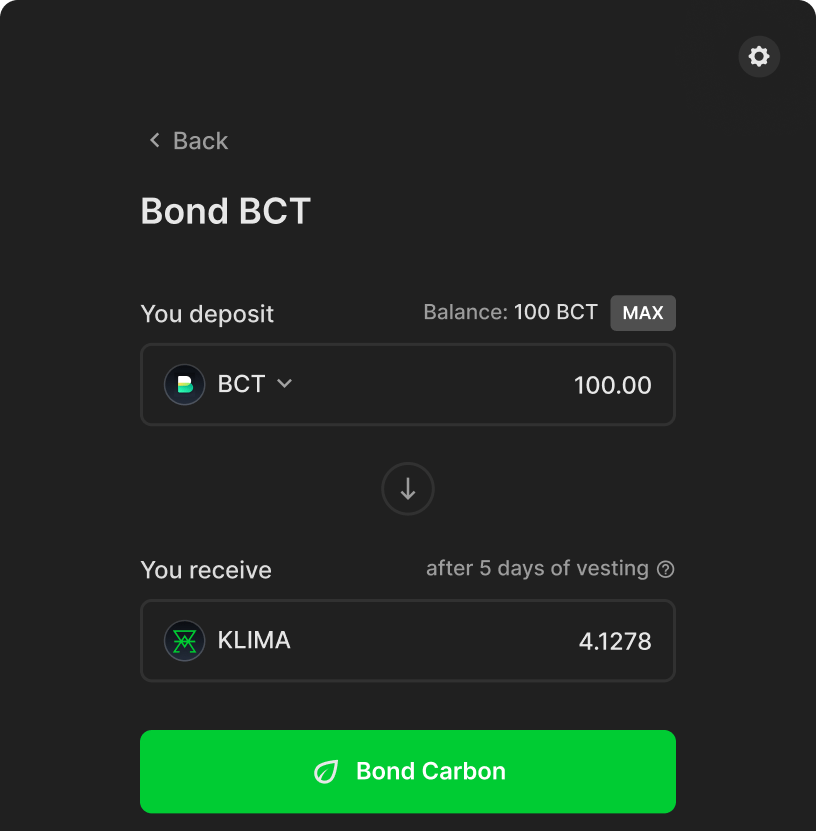 Back
Bond BCT
You deposit Balance: 100 BCT MAX
BCT 100.00
You receive after 5 days of vesting
KLIMA 4.1278
Bond Carbon